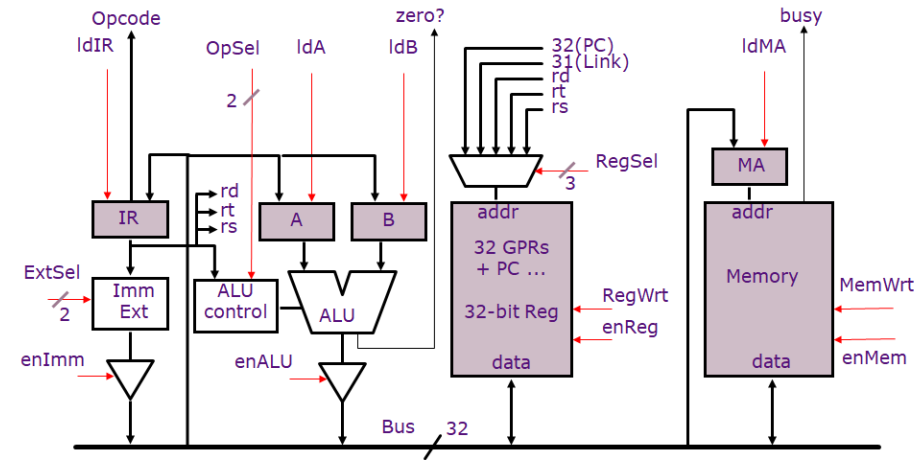 Opcode
zero?
busy
ldIR
OpSel
ldA
ldB
32(PC)
31(Link)
rd
rt
rs
ldMA
2
RegSel
3
MA
rd
rt
rs
IR
A
B
addr
addr
ExtSel
2
Imm
Ext
ALU
control
ALU
32 GPRs
+ PC ...
32-bit Reg
data
RegWrt
enReg
Memory
data
MemWrt
enMem
enImm
enALU
Bus
32